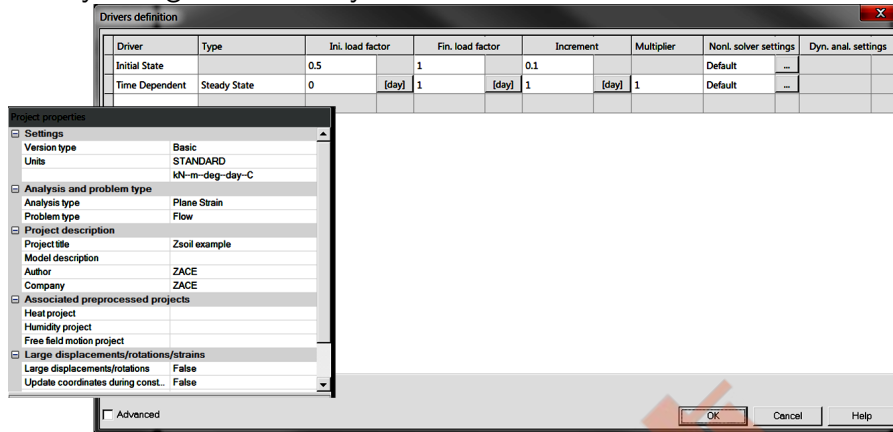 Drivers definition
X
Driver Type Ini. load factor Fin. load factor Increment Multiplier Nonl. solver settings Dyn. anal. settings
Initial State 0.5 1 0.1 Default ...
Time Dependent Steady State 0 [day] 1 [day] 1 [day] 1 Default ...
Project properties
Settings
Version type Basic
Units STANDARD
kN--m--deg--day--C
Analysis and problem type
Analysis type Plane Strain
Problem type Flow
Project description
Project title Zsoil example
Model description
Author ZACE
Company ZACE
Associated preprocessed projects
Heat project
Humidity project
Free field motion project
Large displacements/rotations/strains
Large displacements/rotations False
Update coordinates during const... False
Advanced
OK Cancel Help